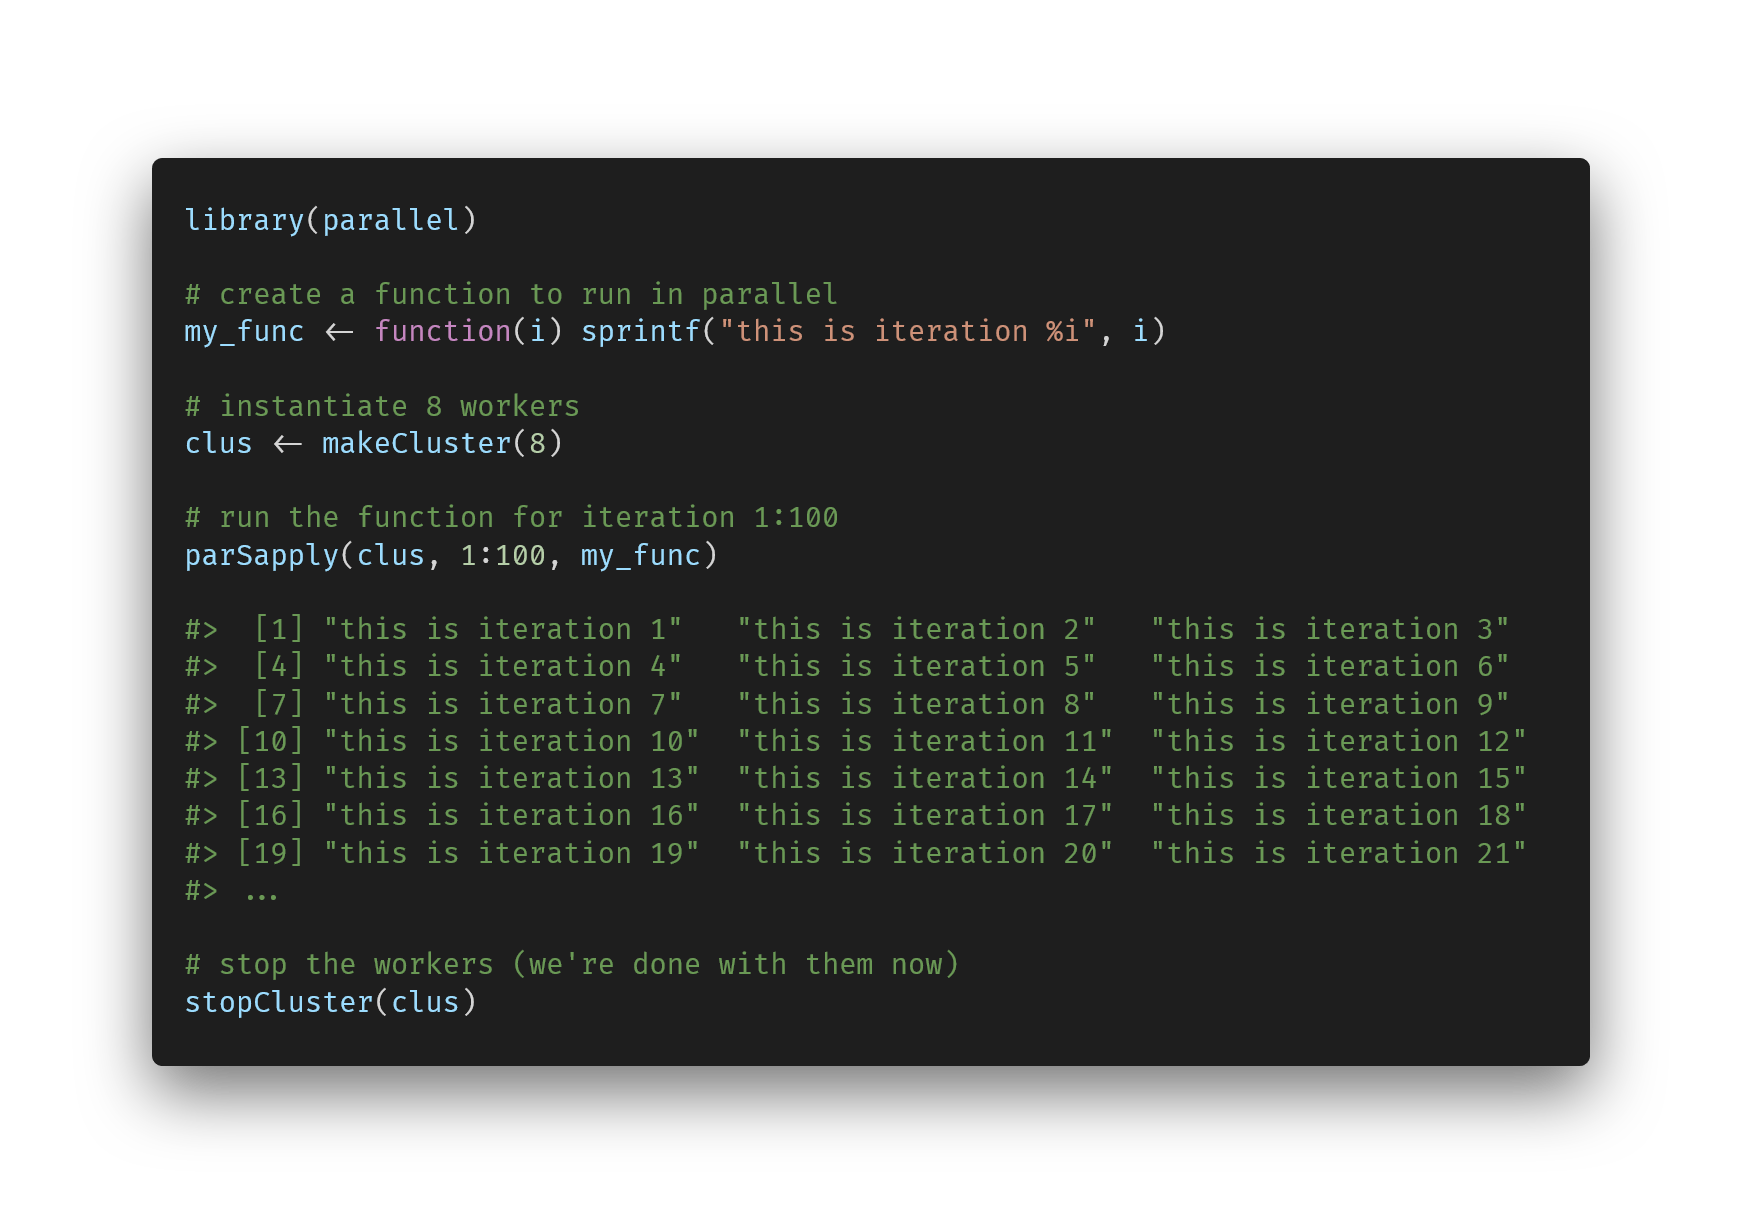 library(parallel)

# create a function to run in parallel
my_func <- function(i) sprintf("this is iteration %i", i)

# instantiate 8 workers
clus <- makeCluster(8)

# run the function for iteration 1:100
parSapply(clus, 1:100, my_func)

#>  [1] "this is iteration 1"   "this is iteration 2"   "this is iteration 3"
#>  [4] "this is iteration 4"   "this is iteration 5"   "this is iteration 6"
#>  [7] "this is iteration 7"   "this is iteration 8"   "this is iteration 9"
#> [10] "this is iteration 10"  "this is iteration 11"  "this is iteration 12"
#> [13] "this is iteration 13"  "this is iteration 14"  "this is iteration 15"
#> [16] "this is iteration 16"  "this is iteration 17"  "this is iteration 18"
#> [19] "this is iteration 19"  "this is iteration 20"  "this is iteration 21"
#> ...

# stop the workers (we're done with them now)
stopCluster(clus)